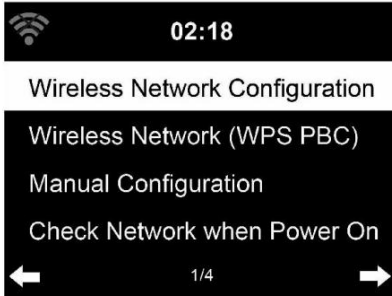 02:18
Wireless Network Configuration
Wireless Network (WPS PBC)
Manual Configuration
Check Network when Power On
1/4